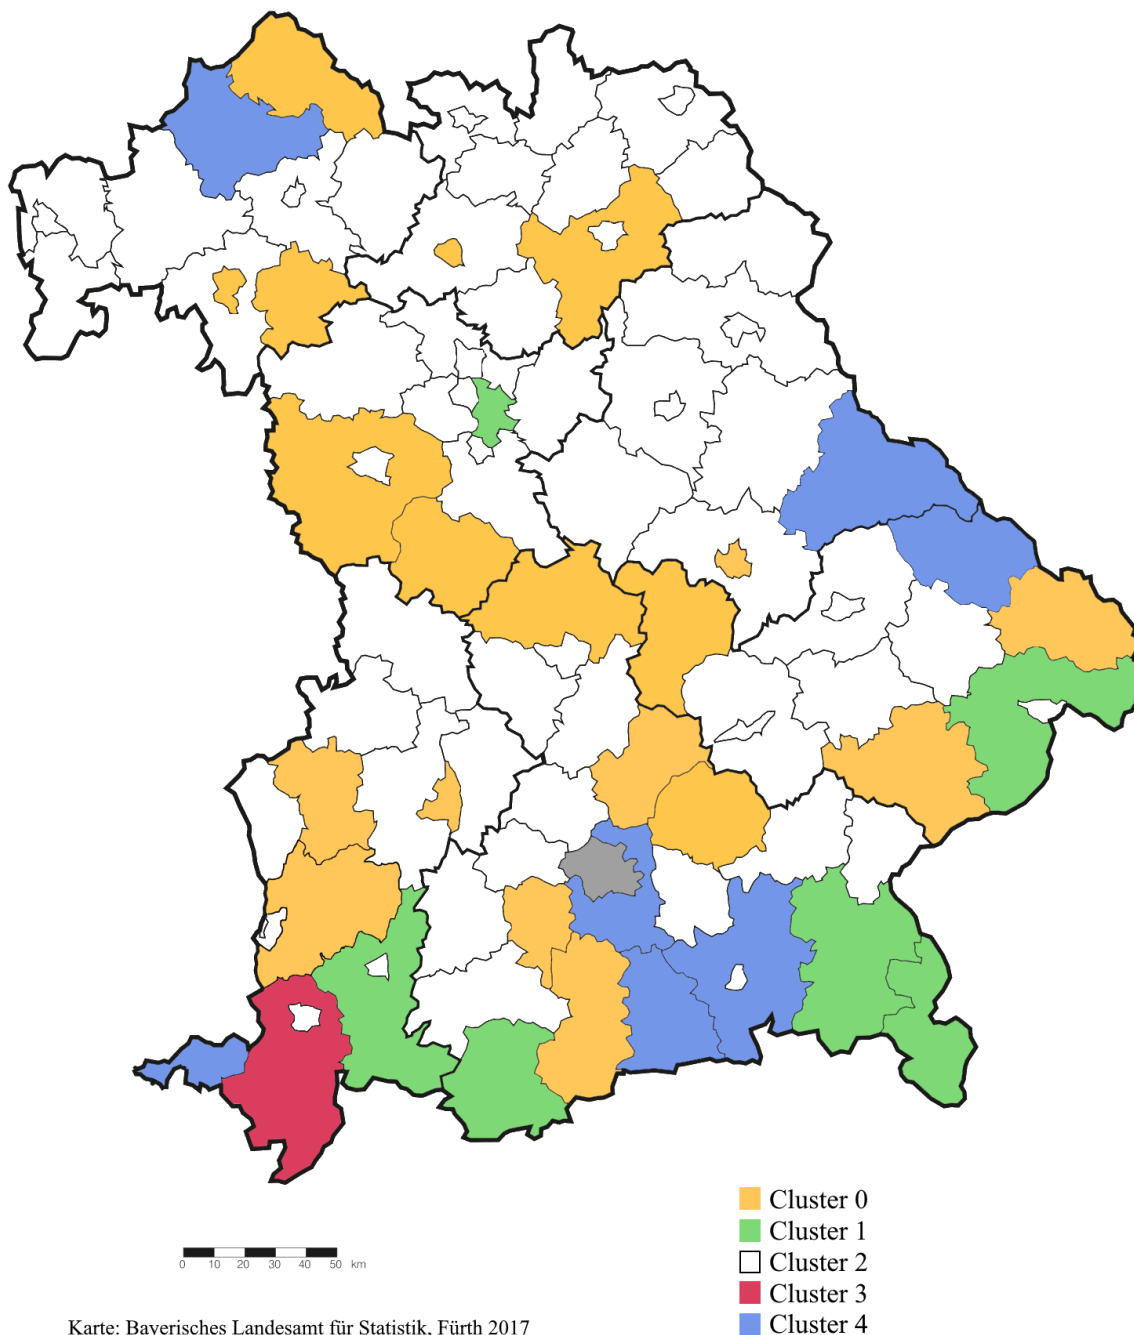 Cluster 0
Cluster 1
Cluster 2
Cluster 3
Cluster 4
0 10 20 30 40 50 km
Karte: Bayerisches Landesamt für Statistik, Fürth 2017